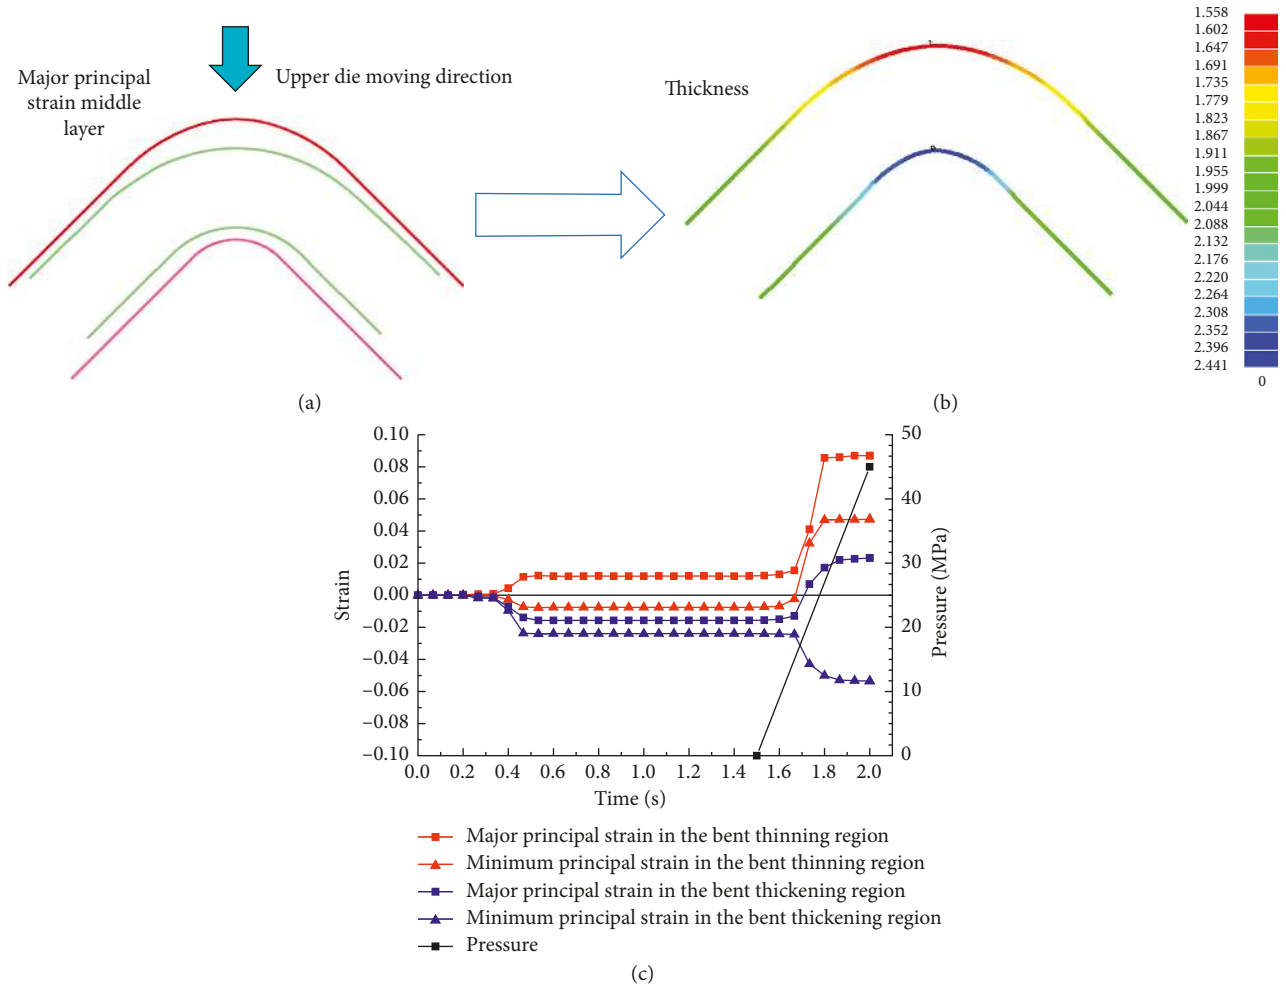 Major principal
strain middle
layer
Upper die moving direction
(a)
Thickness
1.558
1.602
1.647
1.691
1.735
1.779
1.823
1.867
1.911
1.955
1.999
2.044
2.088
2.132
2.176
2.220
2.264
2.308
2.352
2.396
2.441
0
(b)
0.10
0.08
0.06
0.04
0.02
0.00
−0.02
−0.04
−0.06
−0.08
−0.10
Strain
50
40
30
20
10
0
Pressure (MPa)
0.0 0.2 0.4 0.6 0.8 1.0 1.2 1.4 1.6 1.8 2.0
Time (s)
Major principal strain in the bent thinning region
Minimum principal strain in the bent thinning region
Major principal strain in the bent thickening region
Minimum principal strain in the bent thickening region
Pressure
(c)